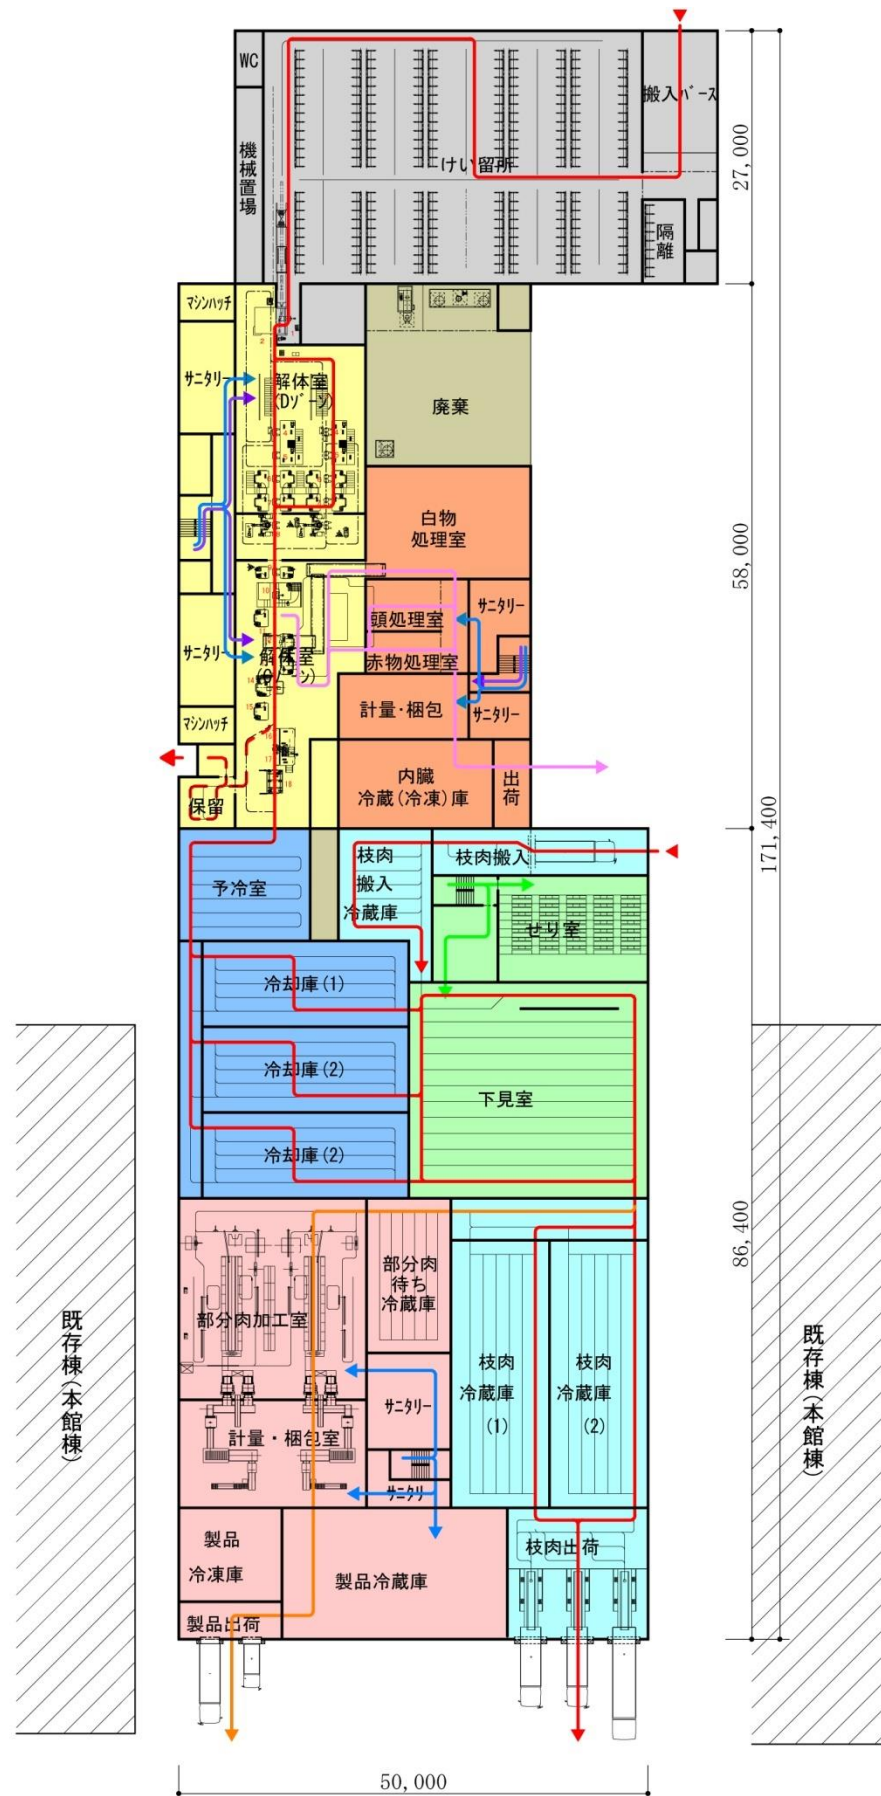 WC
搬入ﾊﾞｰｽ
機械置場
けい留所
27,000
隔離
ﾏｼﾝﾊｯﾁ
ｻﾆﾀﾘｰ
解体室
(Dｿﾞｰﾝ)
廃棄
白物
処理室
58,000
頭処理室
ｻﾆﾀﾘｰ
ｻﾆﾀﾘｰ
解体室
赤物処理室
計量・梱包
ｻﾆﾀﾘｰ
ﾏｼﾝﾊｯﾁ
保留
内臓
冷蔵(冷凍)庫
出荷
171,400
予冷室
枝肉
搬入
冷蔵庫
枝肉搬入
せり室
冷却庫(1)
冷却庫(2)
下見室
冷却庫(2)
86,400
部分肉
待ち
冷蔵庫
部分肉加工室
既存棟(本館棟)
既存棟(本館棟)
枝肉
冷蔵庫
(1)
枝肉
冷蔵庫
(2)
ｻﾆﾀﾘｰ
計量・梱包室
ｻﾆﾀﾘ
製品
冷凍庫
製品冷蔵庫
枝肉出荷
製品出荷
50,000